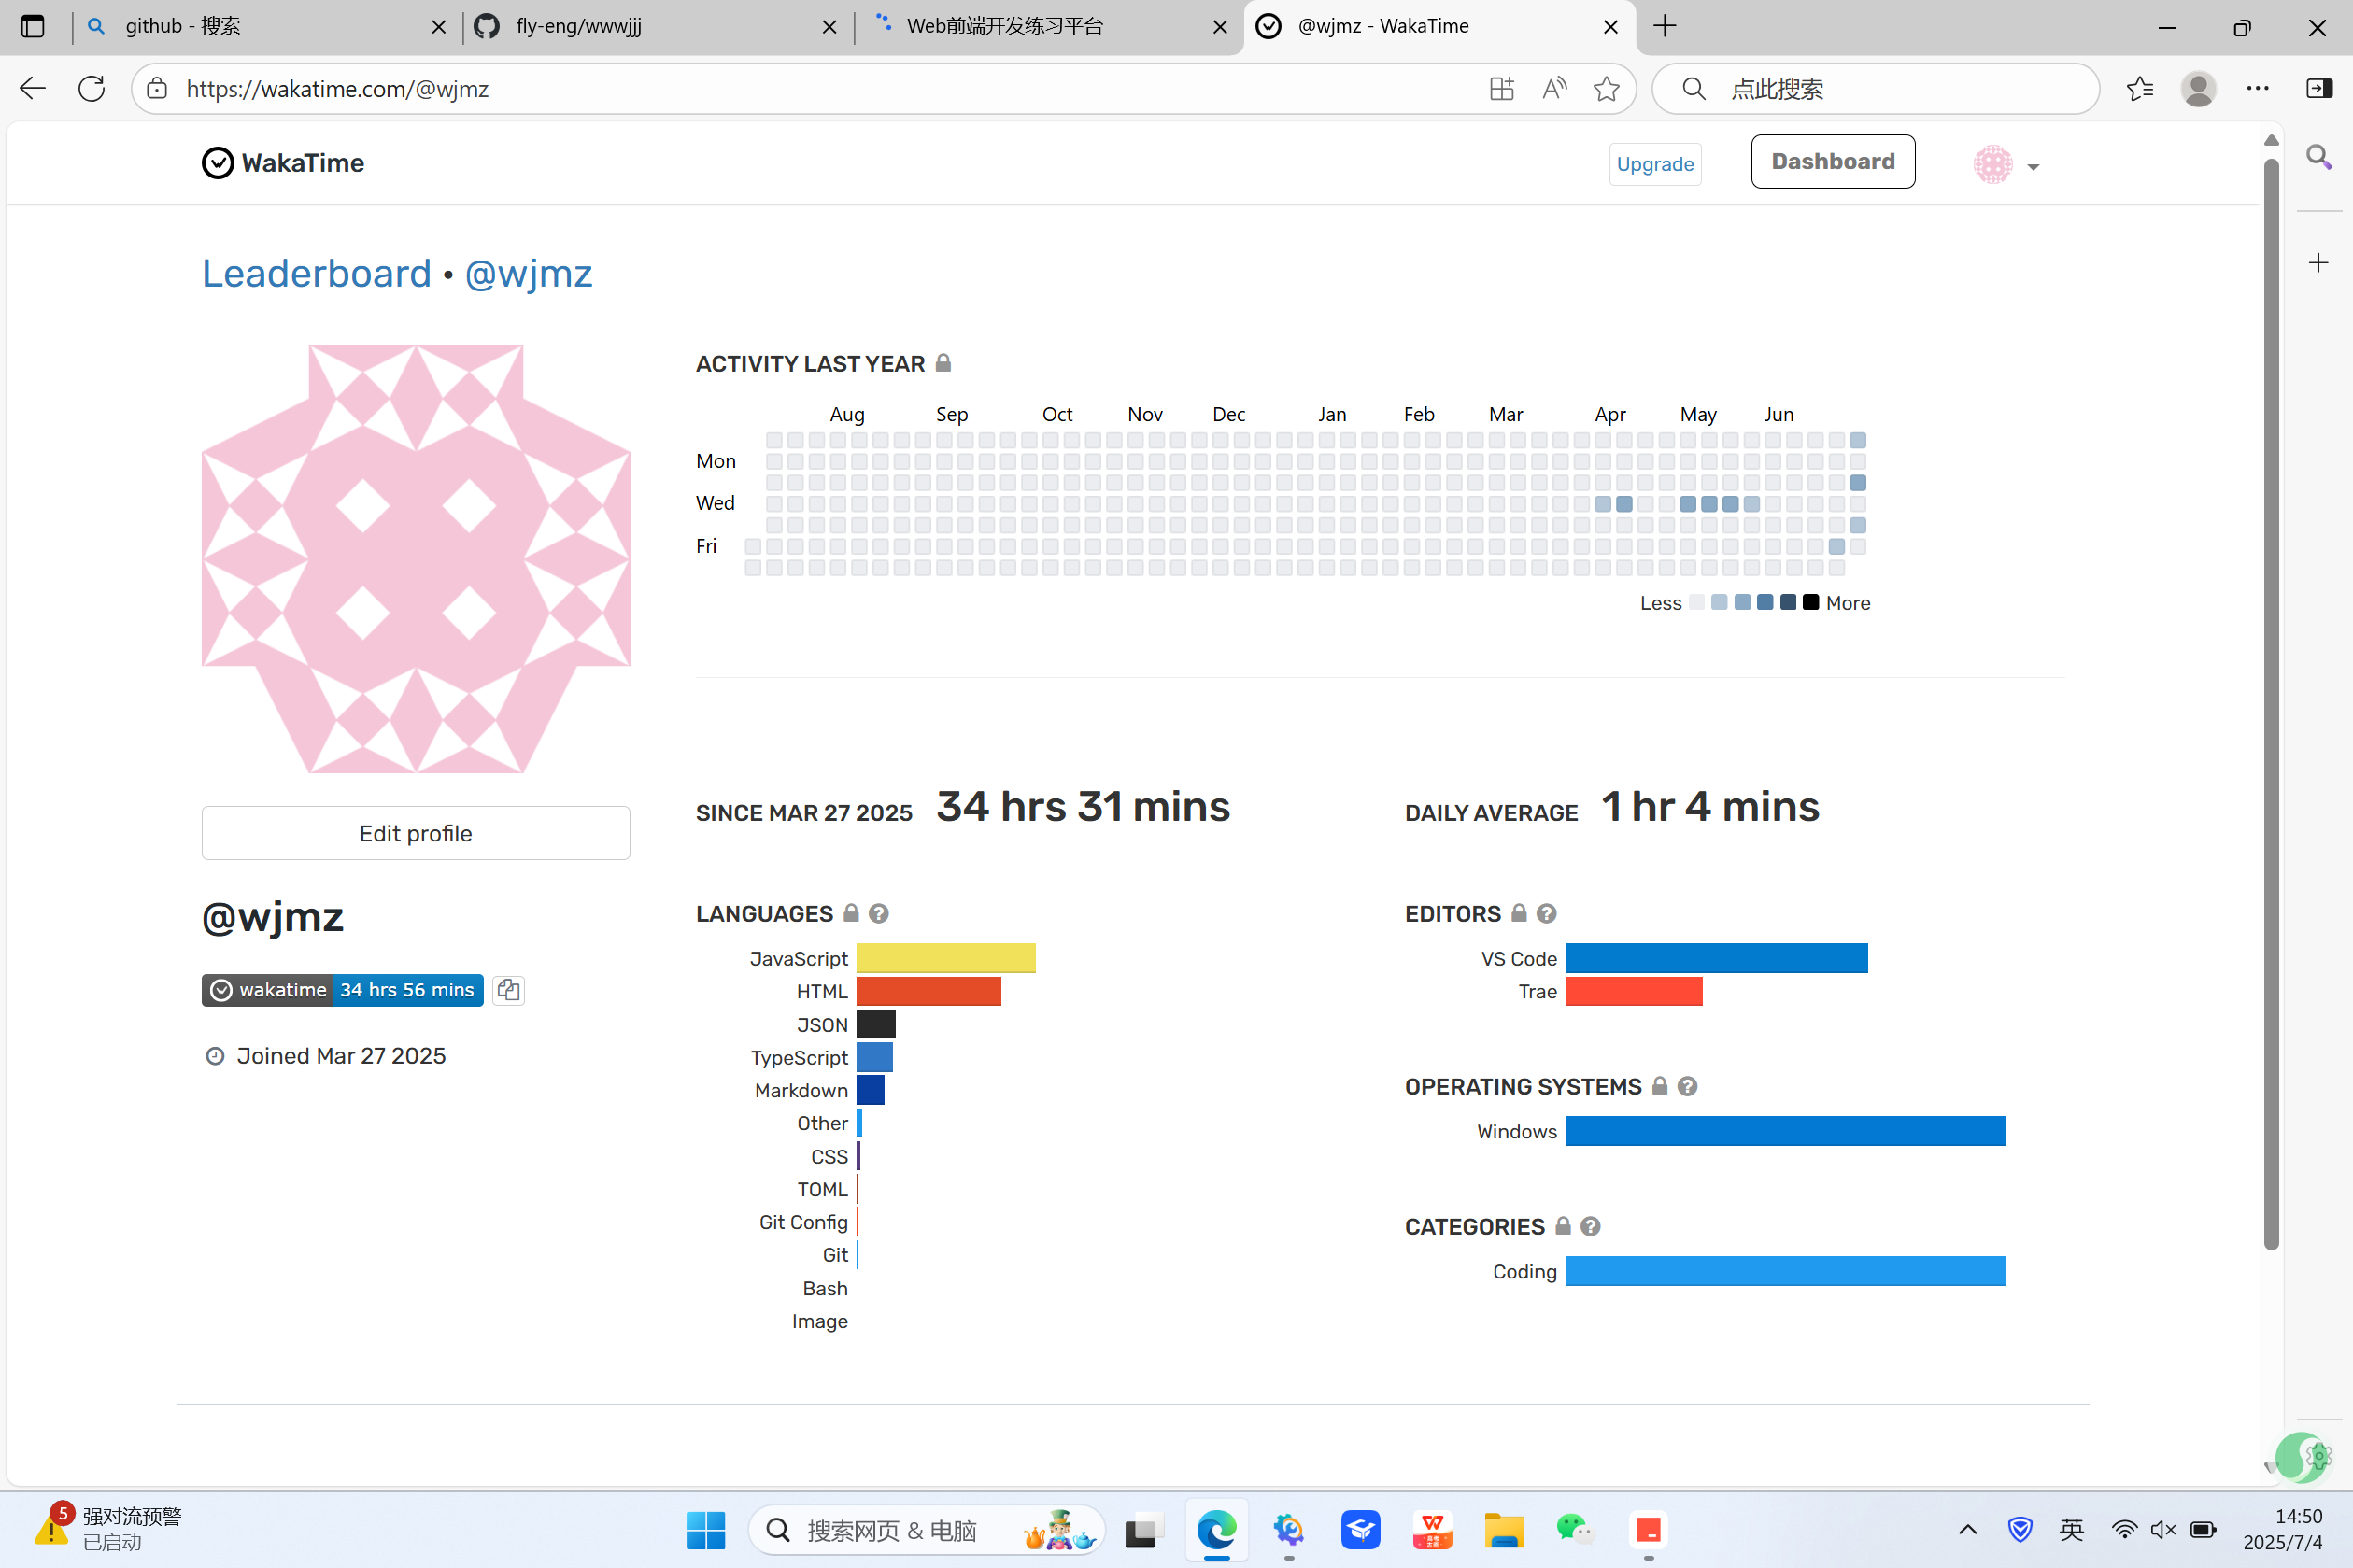 github - 搜索
fly-eng/wwwjjj
Web前端开发练习平台
@wjmz - WakaTime
https://wakatime.com/@wjmz
点此搜索
WakaTime
Upgrade
Dashboard
Leaderboard • @wjmz
ACTIVITY LAST YEAR
Aug Sep Oct Nov Dec Jan Feb Mar Apr May Jun
Mon
Wed
Fri
Less More
Edit profile
@wjmz
wakatime 34 hrs 56 mins
Joined Mar 27 2025
SINCE MAR 27 2025 34 hrs 31 mins
DAILY AVERAGE 1 hr 4 mins
LANGUAGES
JavaScript
HTML
JSON
TypeScript
Markdown
Other
CSS
TOML
Git Config
Git
Bash
Image
EDITORS
VS Code
Trae
OPERATING SYSTEMS
Windows
CATEGORIES
Coding
5
强对流预警
已启动
搜索网页 & 电脑
英
14:50
2025/7/4